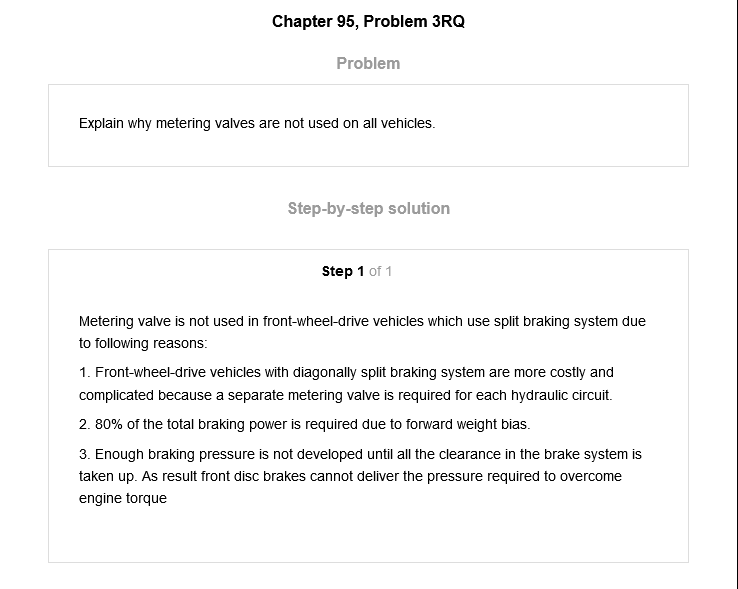 Chapter 95, Problem 3RQ
Problem
Explain why metering valves are not used on all vehicles.
Step-by-step solution
Step 1 of 1
Metering valve is not used in front-wheel-drive vehicles which use split braking system due
to following reasons:
1. Front-wheel-drive vehicles with diagonally split braking system are more costly and
complicated because a separate metering valve is required for each hydraulic circuit.
2. 80% of the total braking power is required due to forward weight bias.
3. Enough braking pressure is not developed until all the clearance in the brake system is
taken up. As result front disc brakes cannot deliver the pressure required to overcome
engine torque